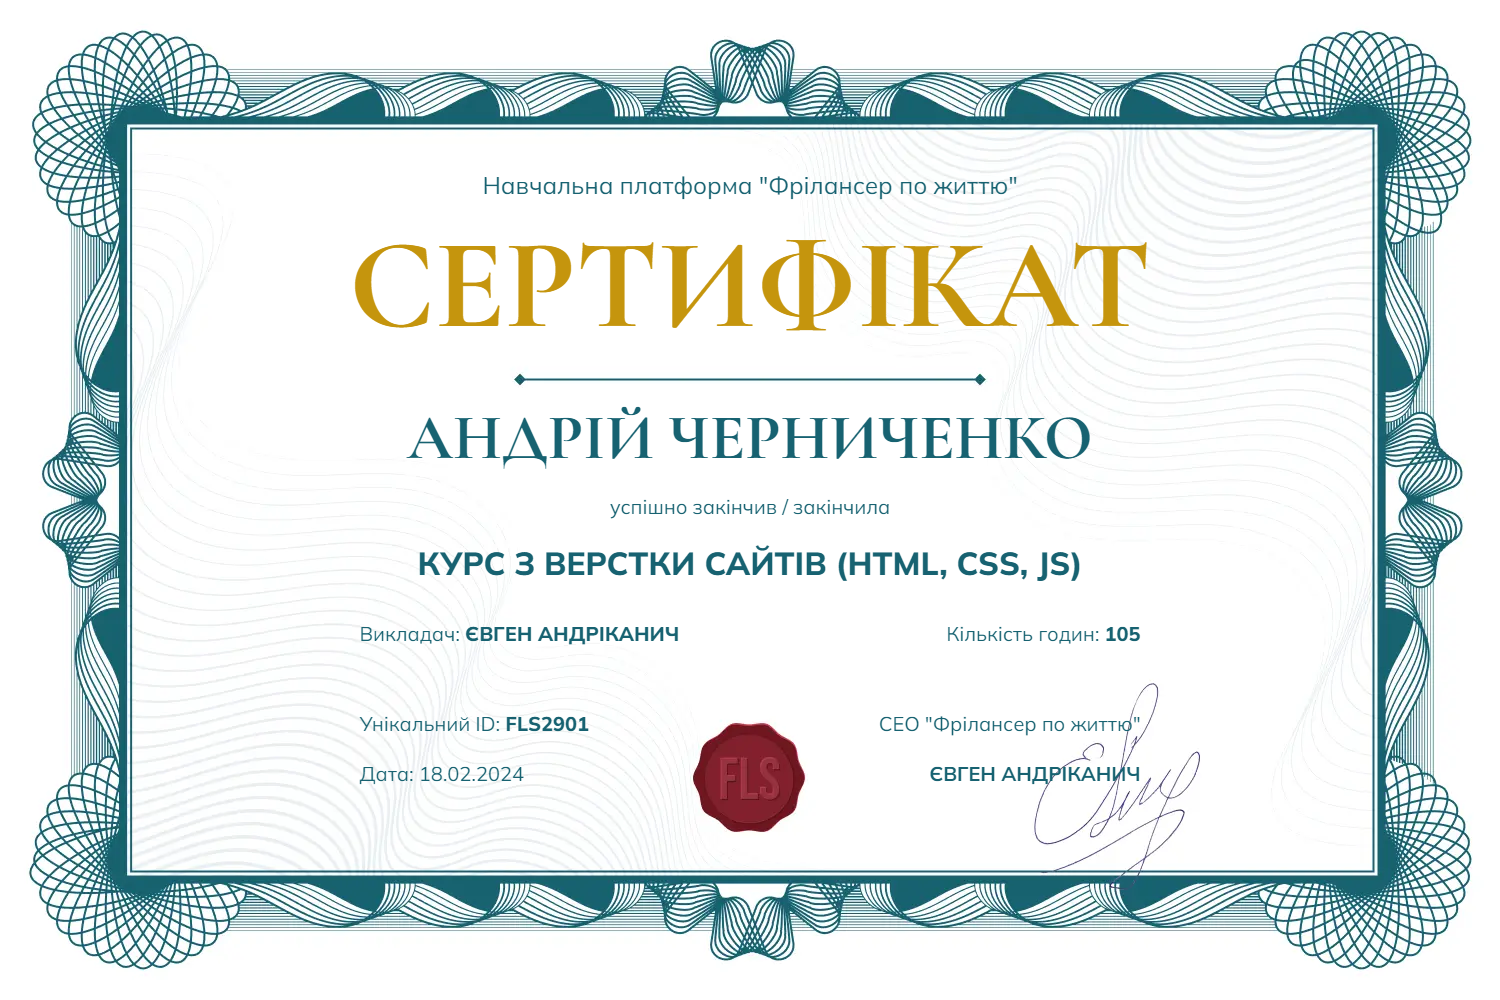 Навчальна платформа "Фрілансер по життю"
СЕРТИФІКАТ
АНДРІЙ ЧЕРНИЧЕНКО
успішно закінчив / закінчила
КУРС З ВЕРСТКИ САЙТІВ (HTML, CSS, JS)
Викладач: ЄВГЕН АНДРІКАНИЧ
Кількість годин: 105
Унікальний ID: FLS2901
СЕО "Фрілансер по життю"
Дата: 18.02.2024
ЄВГЕН АНДРІКАНИЧ
FLS